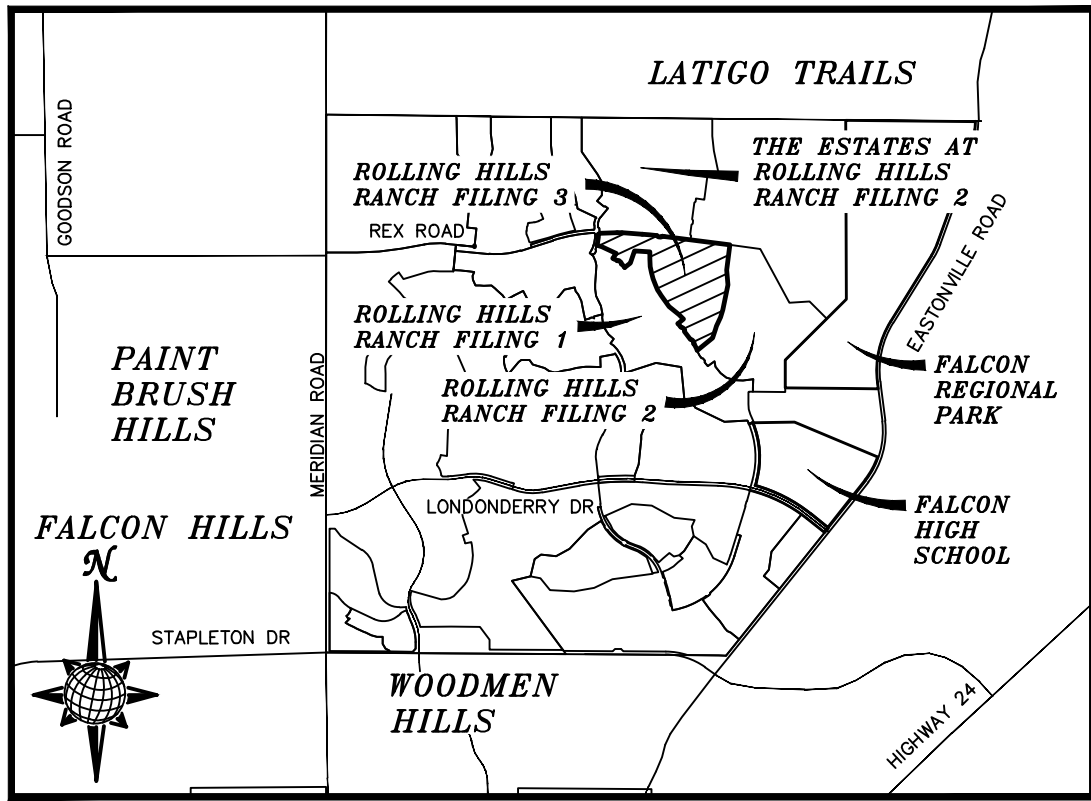 LATIGO TRAILS
THE ESTATES AT
ROLLING HILLS
RANCH FILING 2
ROLLING HILLS
RANCH FILING 3
GOODSON ROAD
REX ROAD
EASTONVILLE ROAD
ROLLING HILLS
RANCH FILING 1
PAINT
BRUSH
HILLS
MERIDIAN ROAD
FALCON
REGIONAL
PARK
ROLLING HILLS
RANCH FILING 2
LONDONDERRY DR
FALCON
HIGH
SCHOOL
FALCON HILLS
N
STAPLETON DR
WOODMEN
HILLS
HIGHWAY 24